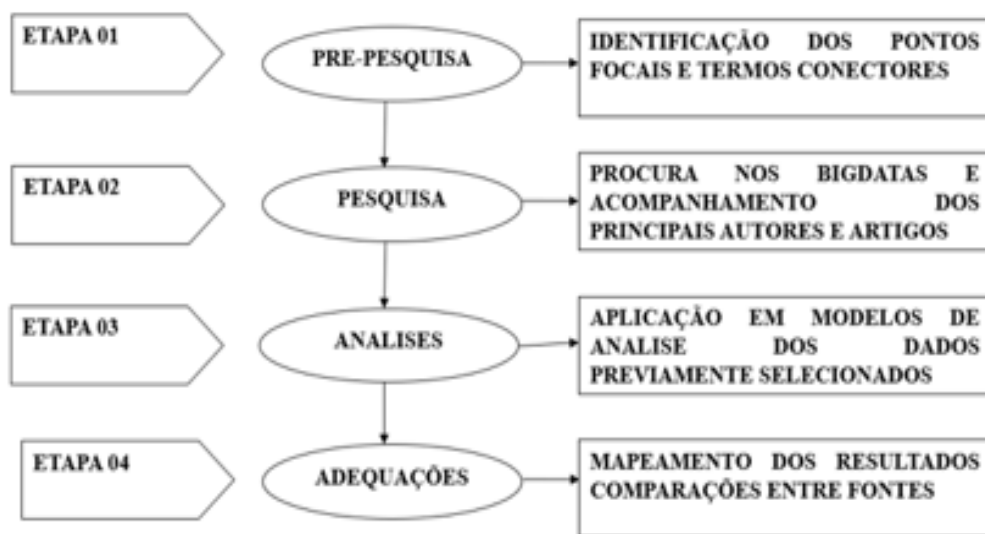 ETAPA 01
PRE-PESQUISA
IDENTIFICAÇÃO DOS PONTOS
FOCAIS E TERMOS CONECTORES
ETAPA 02
PESQUISA
PROCURA NOS BIGDATAS E
ACOMPANHAMENTO DOS
PRINCIPAIS AUTORES E ARTIGOS
ETAPA 03
ANALISES
APLICAÇÃO EM MODELOS DE
ANALISE DOS DADOS
PREVIAMENTE SELECIONADOS
ETAPA 04
ADEQUAÇÕES
MAPEAMENTO DOS RESULTADOS
COMPARAÇÕES ENTRE FONTES